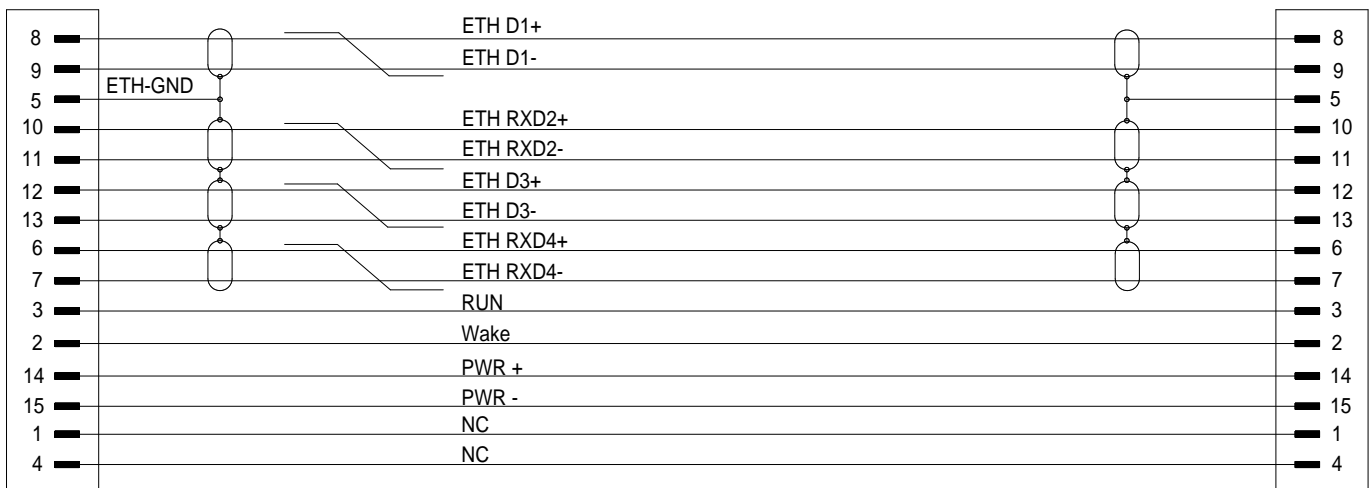 8 ETH D1+ 8
9 ETH D1- 9
5 ETH-GND 5
10 ETH RXD2+ 10
11 ETH RXD2- 11
12 ETH D3+ 12
13 ETH D3- 13
6 ETH RXD4+ 6
7 ETH RXD4- 7
3 RUN 3
2 Wake 2
14 PWR + 14
15 PWR - 15
1 NC 1
4 NC 4